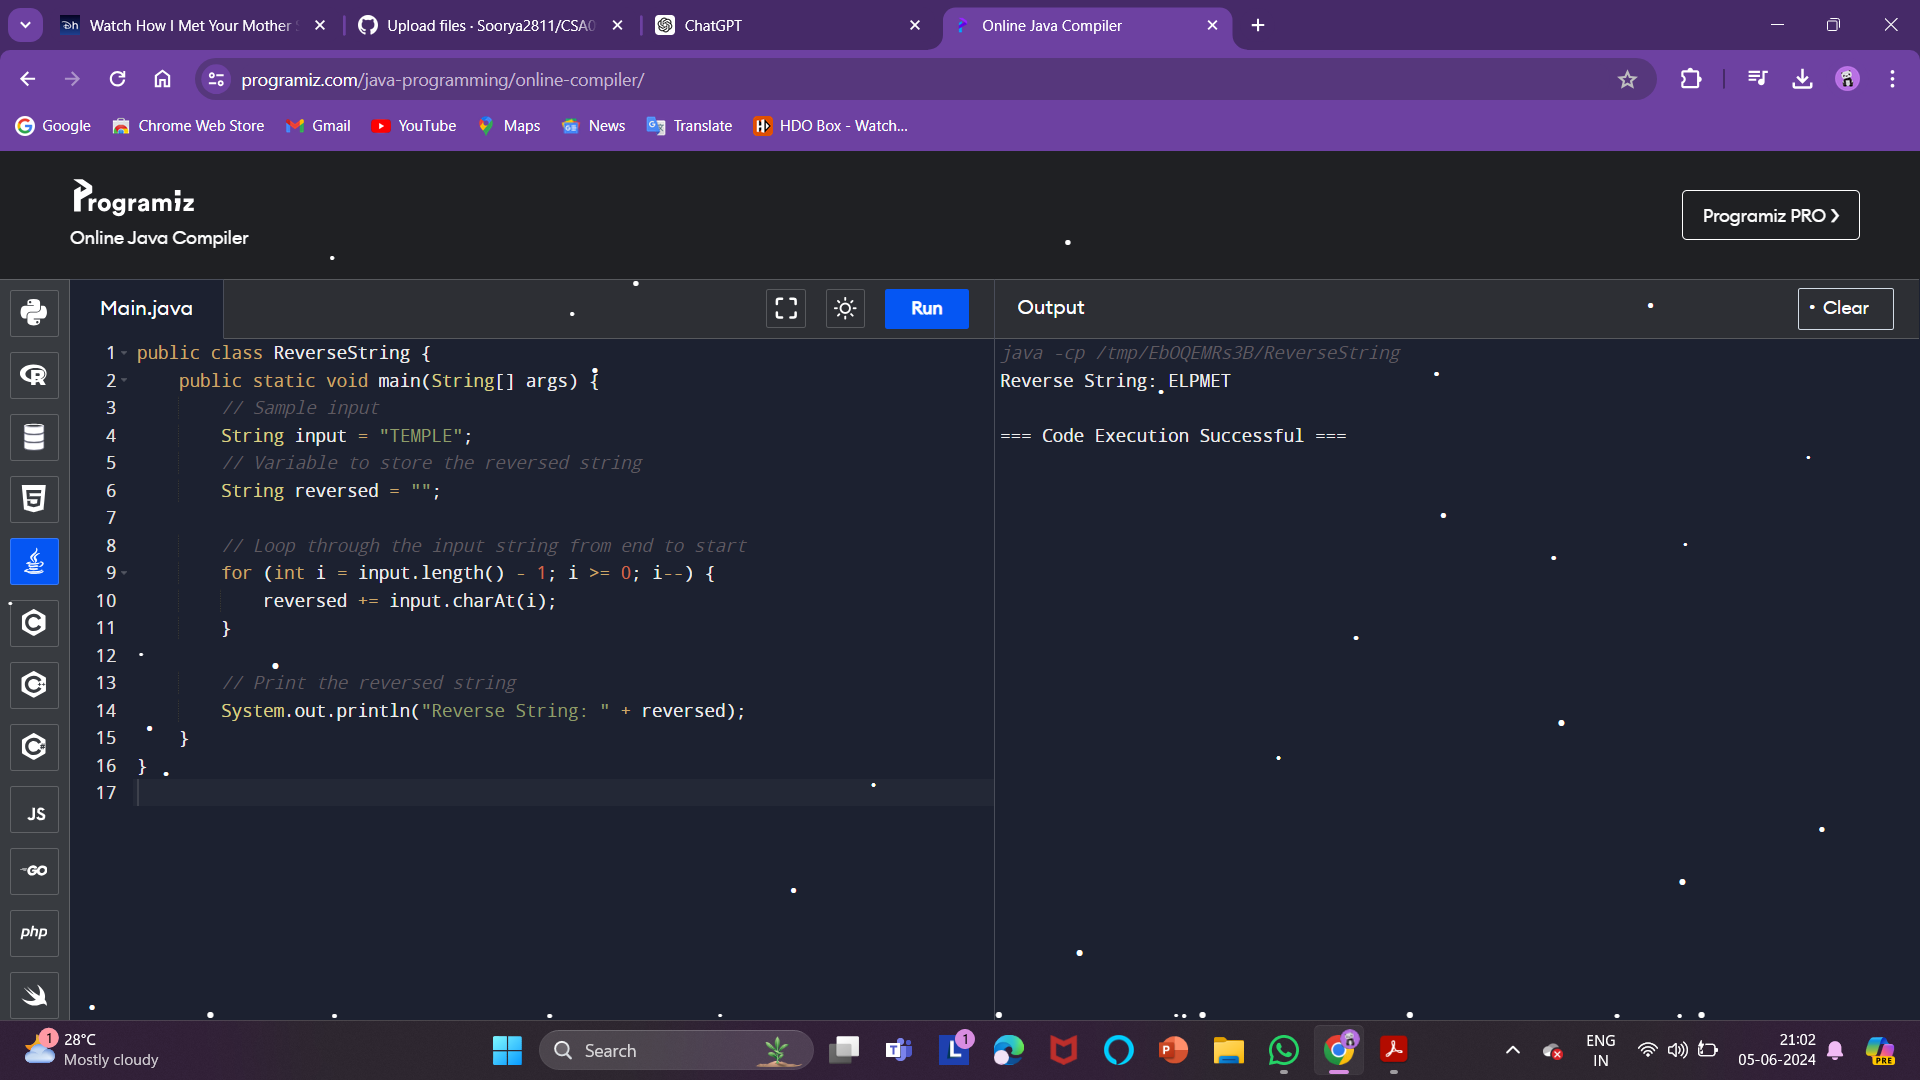 Watch How I Met Your Mother
Upload files · Soorya2811/CSA0
ChatGPT
Online Java Compiler
programiz.com/java-programming/online-compiler/
Google
Chrome Web Store
Gmail
YouTube
Maps
News
Translate
HDO Box - Watch...
Programiz
Online Java Compiler
Programiz PRO ❯
Main.java
Run
Output
Clear
1 public class ReverseString {
2 public static void main(String[] args) {
3 // Sample input
4 String input = "TEMPLE";
5 // Variable to store the reversed string
6 String reversed = "";
7
8 // Loop through the input string from end to start
9 for (int i = input.length() - 1; i >= 0; i--) {
10 reversed += input.charAt(i);
11 }
12
13 // Print the reversed string
14 System.out.println("Reverse String: " + reversed);
15 }
16 }
17
java -cp /tmp/EbOQEMRs3B/ReverseString
Reverse String: ELPMET
=== Code Execution Successful ===
JS
GO
php
1
28°C
Mostly cloudy
Search
1
ENG
IN
21:02
05-06-2024
PRE